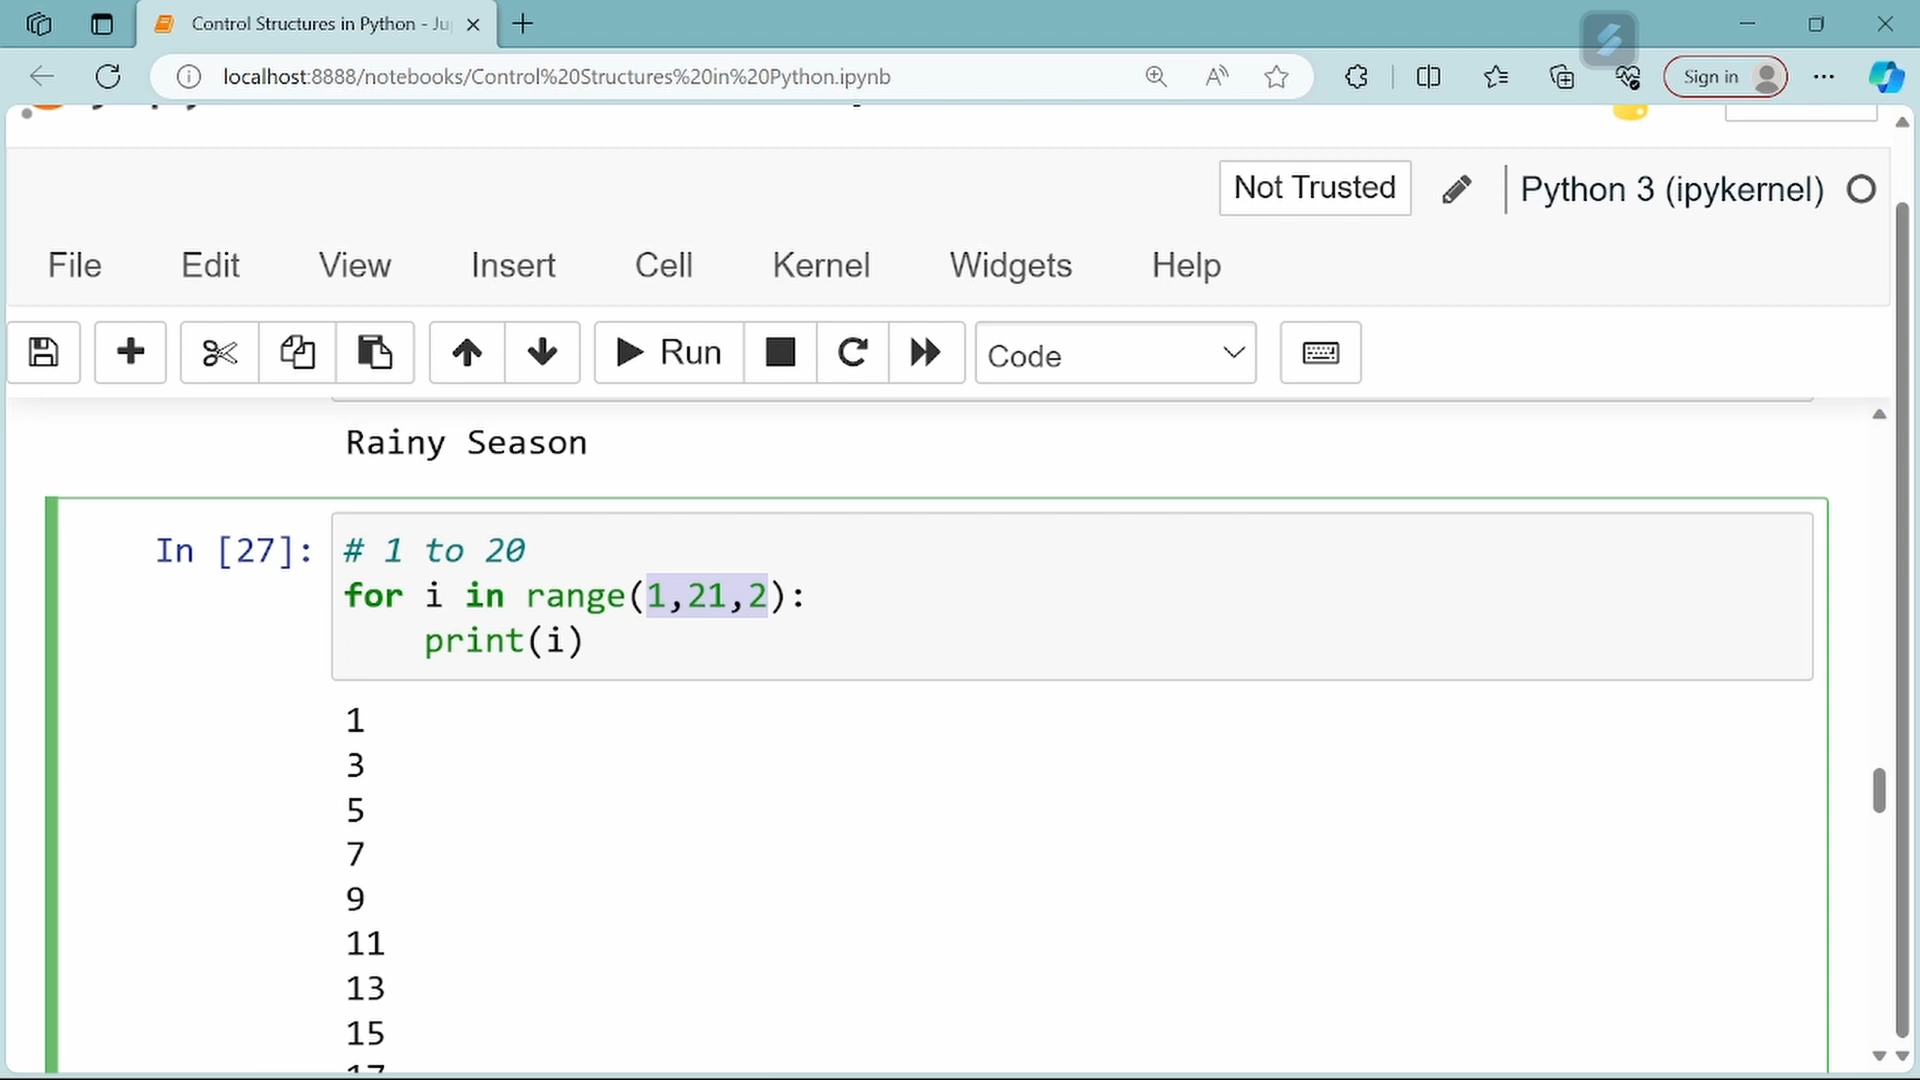 Control Structures in Python - Ju
localhost:8888/notebooks/Control%20Structures%20in%20Python.ipynb
Sign in
Not Trusted
Python 3 (ipykernel)
File Edit View Insert Cell Kernel Widgets Help
Run
Code
Rainy Season
In [27]:
# 1 to 20
for i in range(1,21,2):
    print(i)
1
3
5
7
9
11
13
15
17